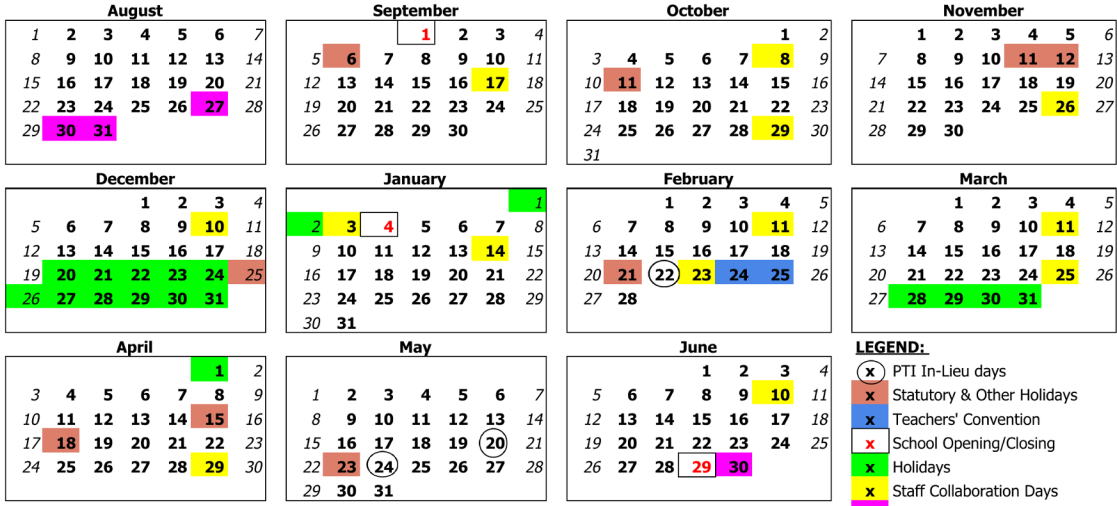 August September October November
1 2 3 4 5 6 7 1 2 3 4 1 2 1 2 3 4 5 6
8 9 10 11 12 13 14 5 6 7 8 9 10 11 3 4 5 6 7 8 9 7 8 9 10 11 12 13
15 16 17 18 19 20 21 12 13 14 15 16 17 18 10 11 12 13 14 15 16 14 15 16 17 18 19 20
22 23 24 25 26 27 28 19 20 21 22 23 24 25 17 18 19 20 21 22 23 21 22 23 24 25 26 27
29 30 31 26 27 28 29 30 24 25 26 27 28 29 30 28 29 30
31
December January February March
1 2 3 4 1 1 2 3 4 5 1 2 3 4 5
5 6 7 8 9 10 11 2 3 4 5 6 7 8 6 7 8 9 10 11 12 6 7 8 9 10 11 12
12 13 14 15 16 17 18 9 10 11 12 13 14 15 13 14 15 16 17 18 19 13 14 15 16 17 18 19
19 20 21 22 23 24 25 16 17 18 19 20 21 22 20 21 22 23 24 25 26 20 21 22 23 24 25 26
26 27 28 29 30 31 23 24 25 26 27 28 29 27 28 27 28 29 30 31
30 31
April May June LEGEND:
1 2 1 2 3 4 x PTI In-Lieu days
3 4 5 6 7 8 9 1 2 3 4 5 6 7 5 6 7 8 9 10 11 x Statutory & Other Holidays
10 11 12 13 14 15 16 8 9 10 11 12 13 14 12 13 14 15 16 17 18 x Teachers' Convention
17 18 19 20 21 22 23 15 16 17 18 19 20 21 19 20 21 22 23 24 25 x School Opening/Closing
24 25 26 27 28 29 30 22 23 24 25 26 27 28 26 27 28 29 30 x Holidays
29 30 31 x Staff Collaboration Days